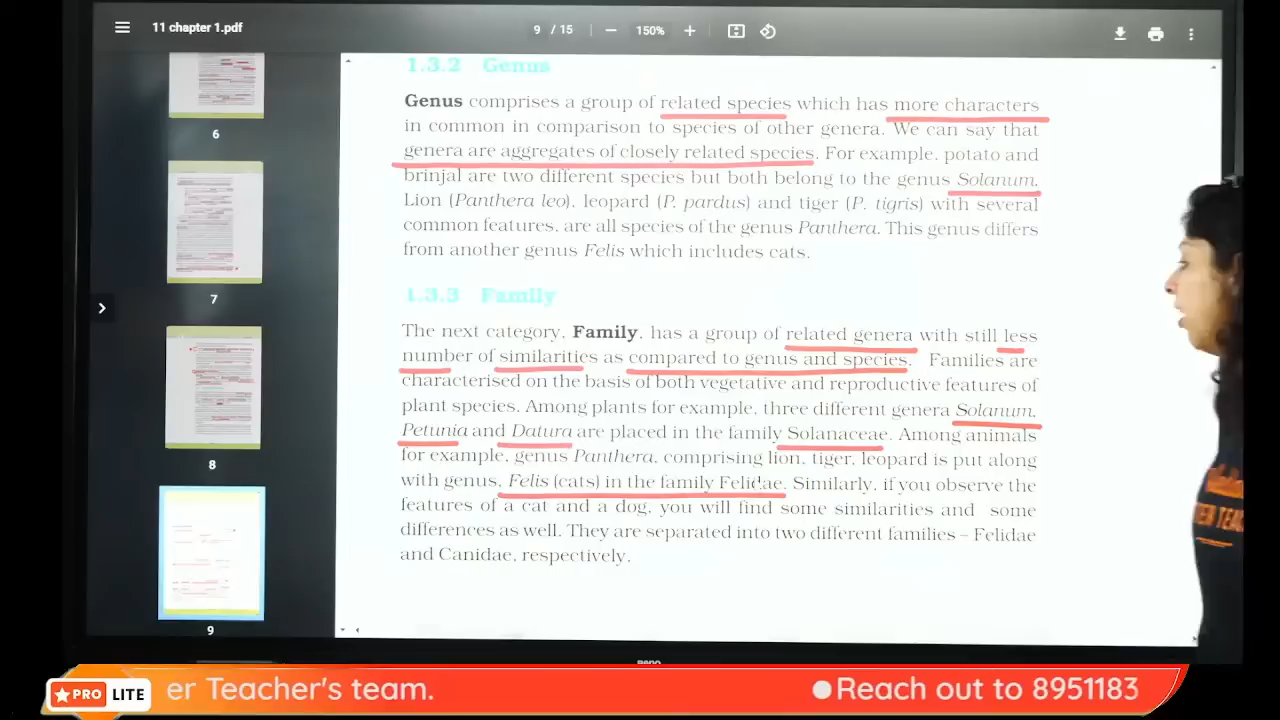 11 chapter 1.pdf
9 / 15
150%
1.3.2 Genus
Genus comprises a group of related species which has more characters
in common in comparison to species of other genera. We can say that
genera are aggregates of closely related species. For example, potato and
brinjal are two different species but both belong to the genus Solanum.
Lion (Panthera leo), leopard (P. pardus) and tiger (P. tigris) with several
common features, are all species of the genus Panthera. This genus differs
from other genus Felis which includes cats.
1.3.3 Family
The next category, Family, has a group of related genera with still less
number of similarities as compared to genus and species. Families are
characterised on the basis of both vegetative and reproductive features of
plant species. Among plants for example, three different genera Solanum,
Petunia and Datura are placed in the family Solanaceae. Among animals
for example, genus Panthera, comprising lion, tiger, leopard is put along
with genus, Felis (cats) in the family Felidae. Similarly, if you observe the
features of a cat and a dog, you will find some similarities and some
differences as well. They are separated into two different families – Felidae
and Canidae, respectively.
6
7
8
9
PRO LITE
er Teacher's team.
Reach out to 8951183